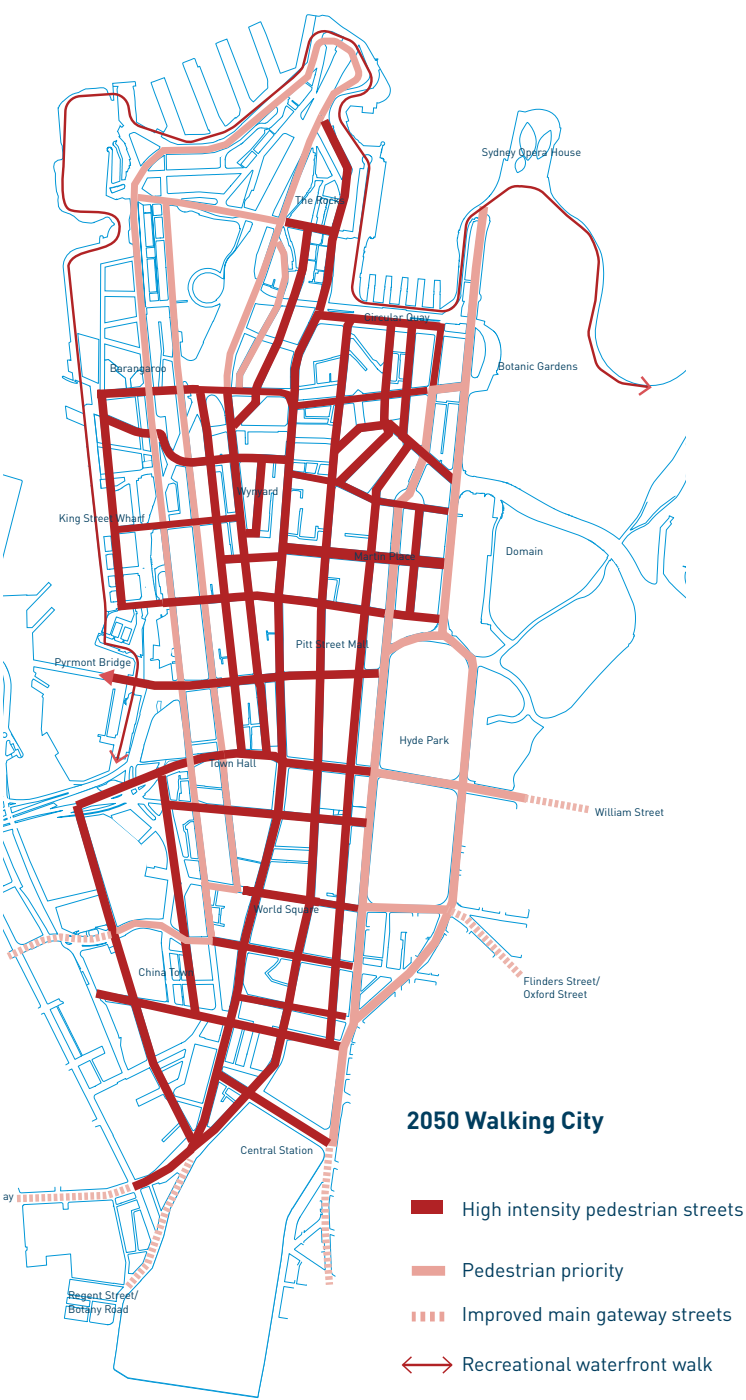 Sydney Opera House
The Rocks
Circular Quay
Barangaroo
Botanic Gardens
Wynyard
King Street Wharf
Martin Place
Domain
Pitt Street Mall
Pyrmont Bridge
Hyde Park
Town Hall
William Street
World Square
China Town
Flinders Street/
Oxford Street
2050 Walking City
Central Station
ay
High intensity pedestrian streets
Pedestrian priority
Regent Street/
Botany Road
Improved main gateway streets
Recreational waterfront walk